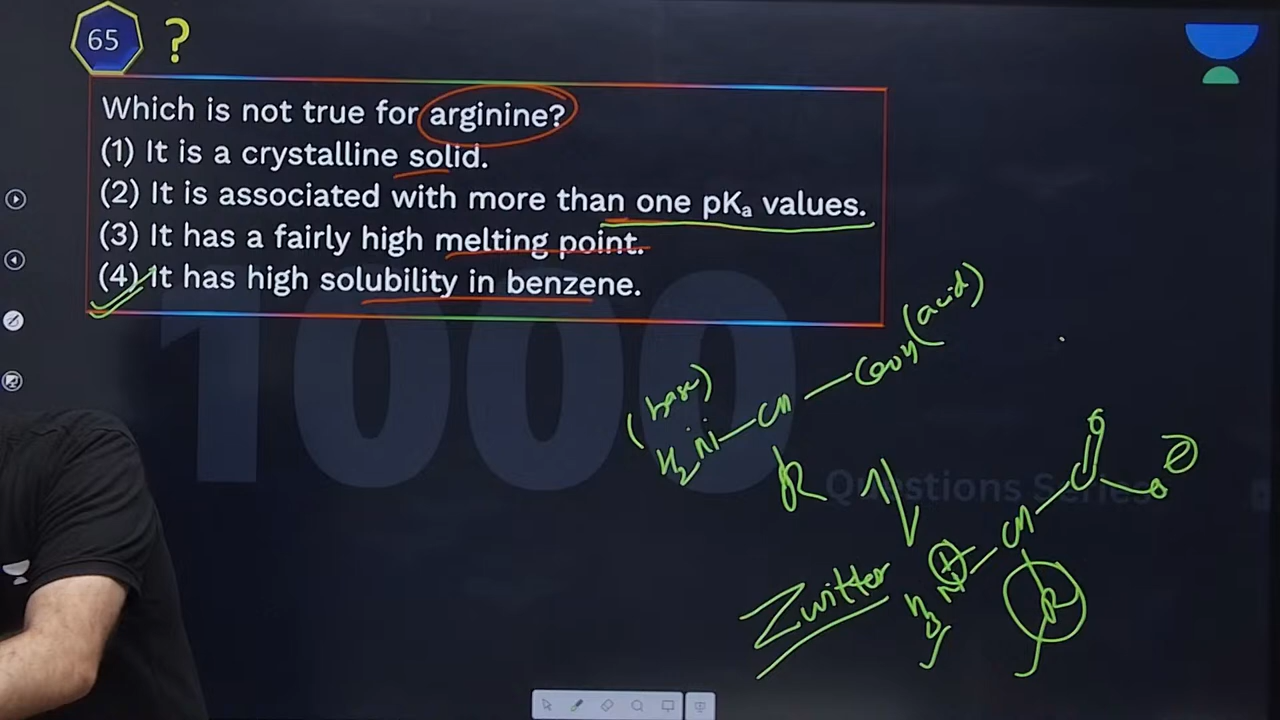 65 ?
Which is not true for arginine?
(1) It is a crystalline solid.
(2) It is associated with more than one pKₐ values.
(3) It has a fairly high melting point.
(4) It has high solubility in benzene.
1000
Questions Series
(acid)
(base)
H₂N — CH — COOH
R
O
H₃N⊕ — CH — C — O⊖
R
Zwitter